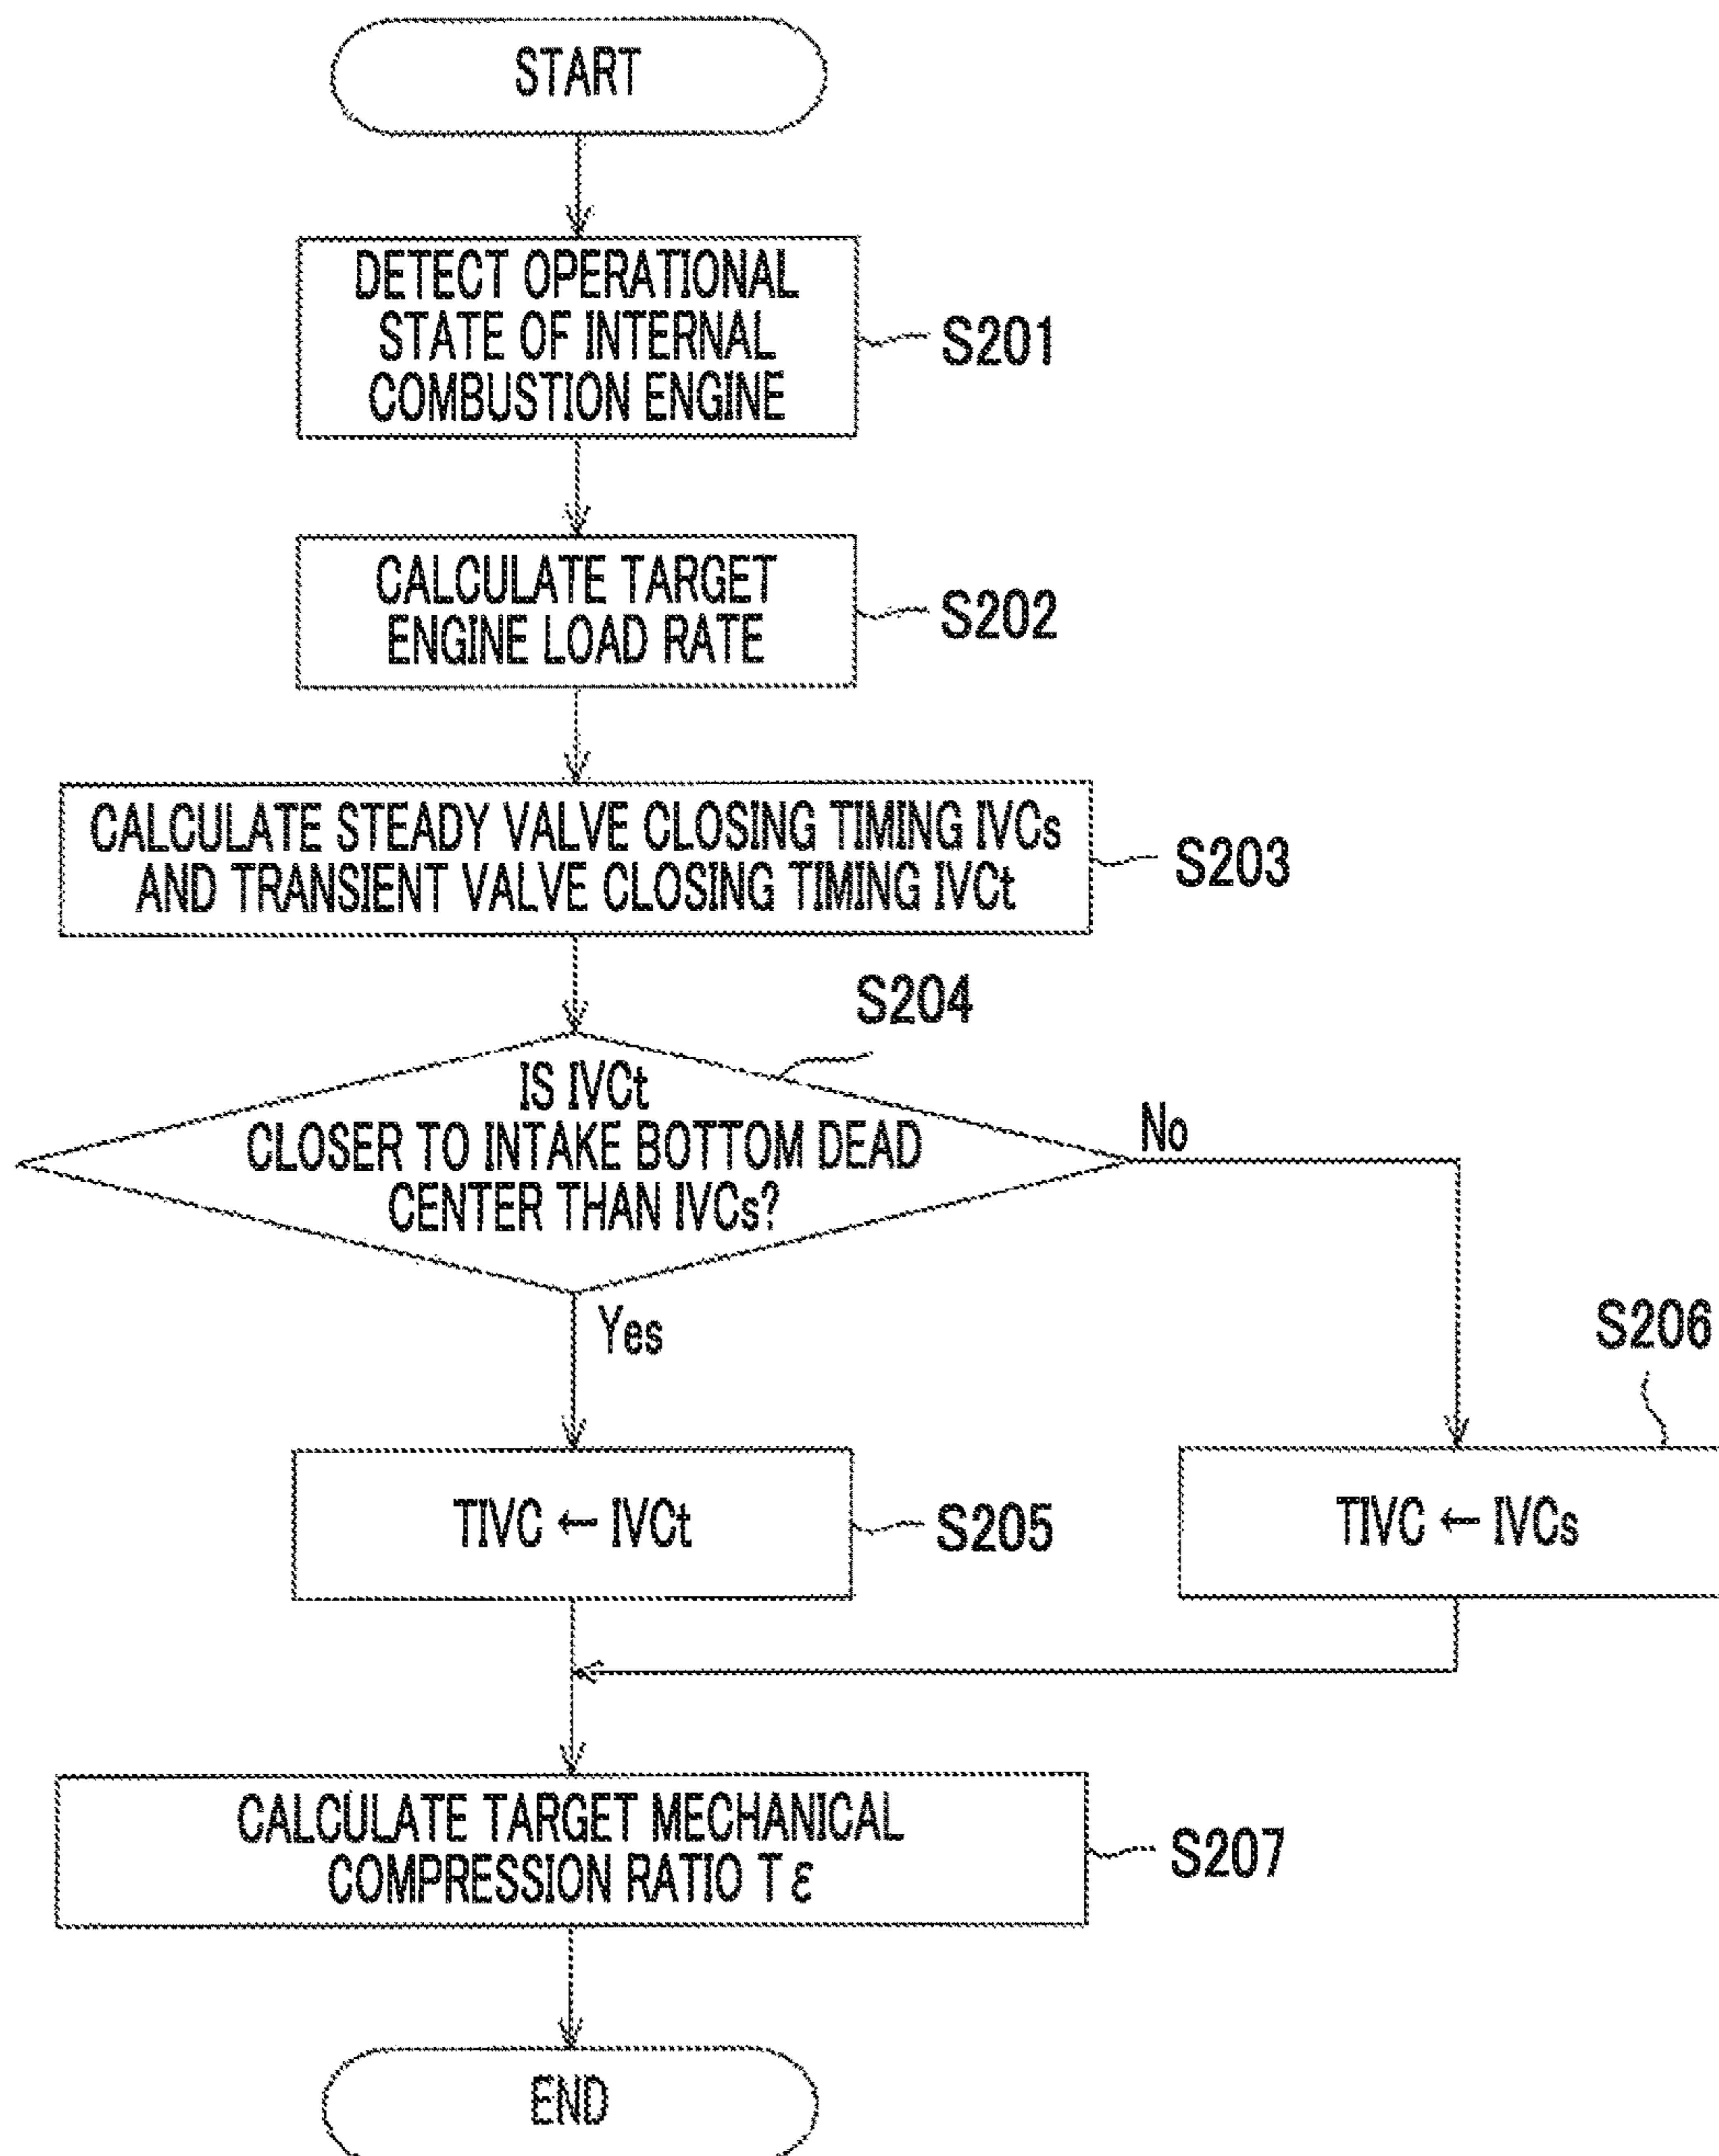 START
DETECT OPERATIONAL
STATE OF INTERNAL
COMBUSTION ENGINE
S201
CALCULATE TARGET
ENGINE LOAD RATE
S202
CALCULATE STEADY VALVE CLOSING TIMING IVCs
AND TRANSIENT VALVE CLOSING TIMING IVCt
S203
S204
IS IVCt
CLOSER TO INTAKE BOTTOM DEAD
CENTER THAN IVCs?
No
Yes
S206
TIVC ← IVCt
S205
TIVC ← IVCs
CALCULATE TARGET MECHANICAL
COMPRESSION RATIO Tε
S207
END